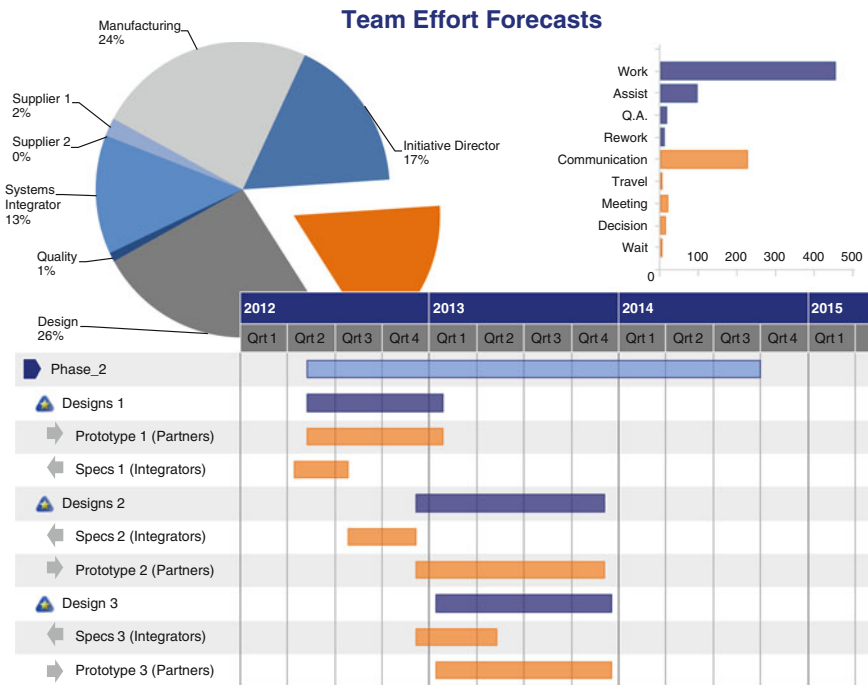 Team Effort Forecasts
Manufacturing
24%
Supplier 1
2%
Supplier 2
0%
Systems
Integrator
13%
Quality
1%
Design
26%
Initiative Director
17%
Work
Assist
Q.A.
Rework
Communication
Travel
Meeting
Decision
Wait
0 100 200 300 400 500
2012 2013 2014 2015
Qrt 1 Qrt 2 Qrt 3 Qrt 4 Qrt 1 Qrt 2 Qrt 3 Qrt 4 Qrt 1 Qrt 2 Qrt 3 Qrt 4 Qrt 1
Phase_2
Designs 1
Prototype 1 (Partners)
Specs 1 (Integrators)
Designs 2
Specs 2 (Integrators)
Prototype 2 (Partners)
Design 3
Specs 3 (Integrators)
Prototype 3 (Partners)